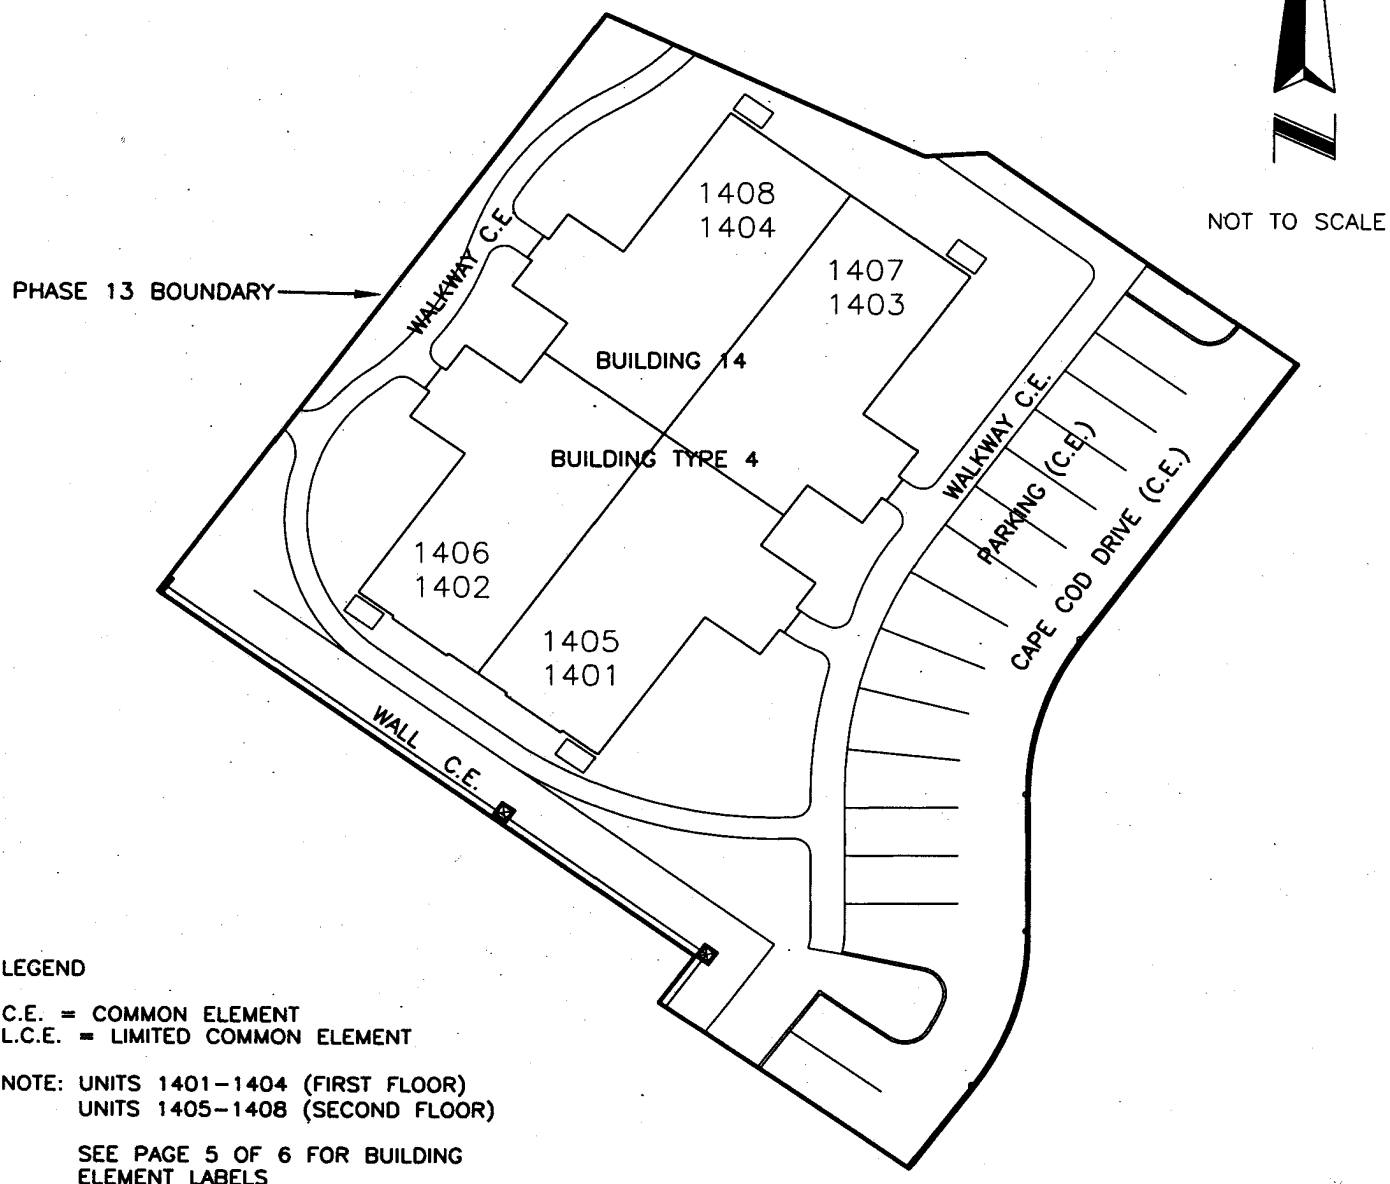 N
NOT TO SCALE
1408
1404
WALKWAY C.E.
1407
1403
PHASE 13 BOUNDARY
BUILDING 14
WALKWAY C.E.
BUILDING TYPE 4
PARKING (C.E.)
CAPE COD DRIVE (C.E.)
1406
1402
1405
1401
WALL C.E.
LEGEND
C.E. = COMMON ELEMENT
L.C.E. = LIMITED COMMON ELEMENT
NOTE: UNITS 1401-1404 (FIRST FLOOR)
UNITS 1405-1408 (SECOND FLOOR)
SEE PAGE 5 OF 6 FOR BUILDING
ELEMENT LABELS